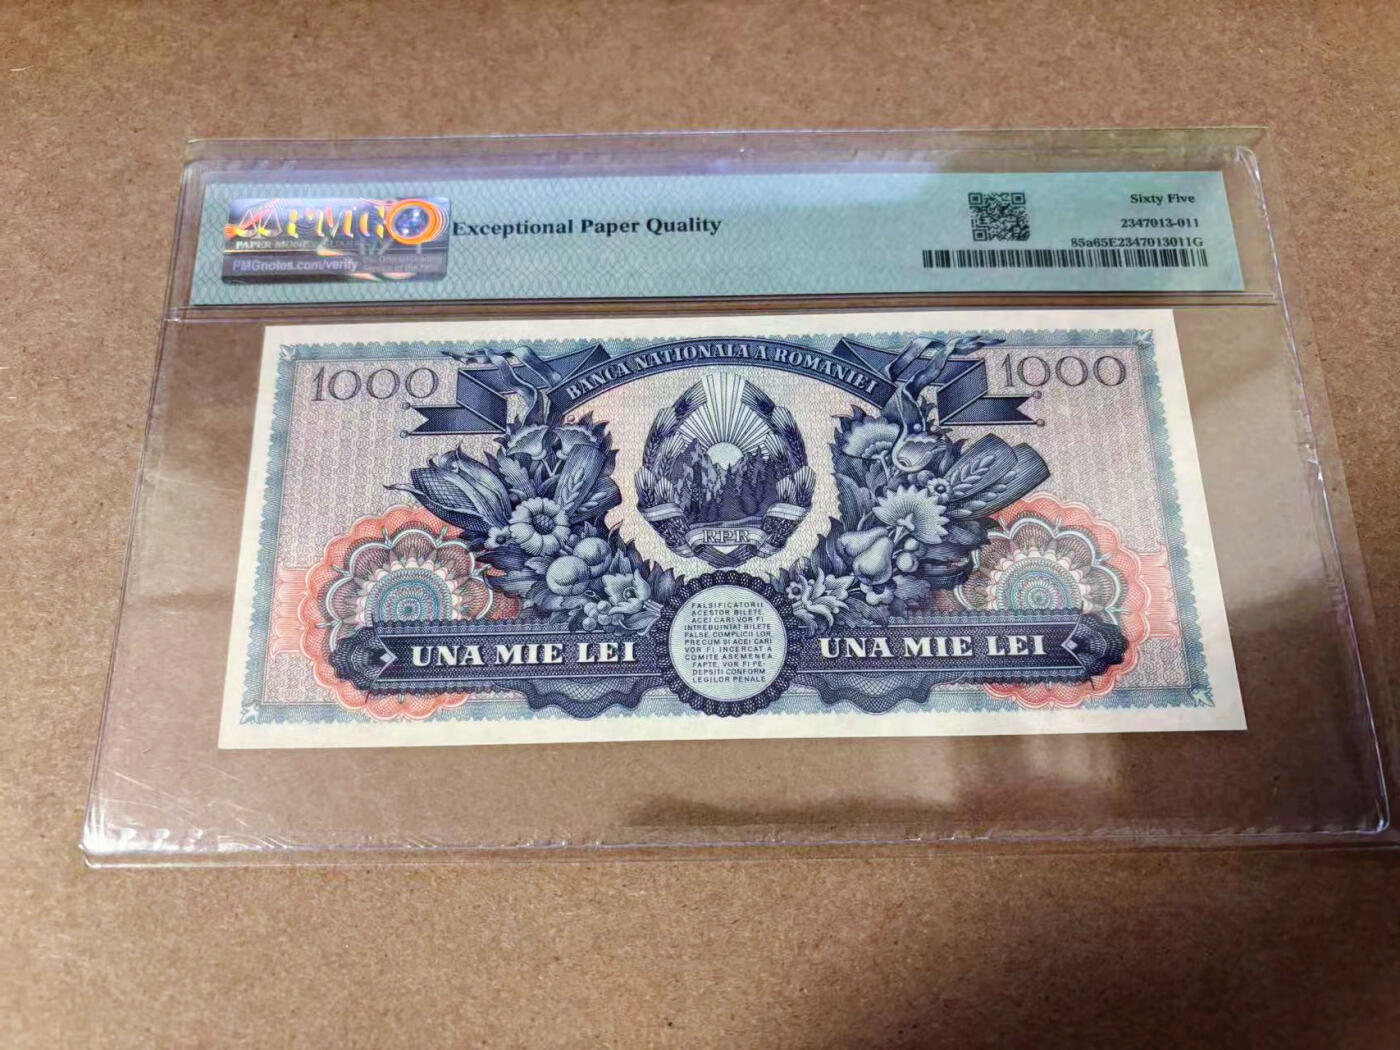 PMG
PAPER MONEY GUARANTY
PMGnotes.com/verify
Exceptional Paper Quality
Sixty Five
2347013-011
85a65E2347013011G
1000
BANCA NATIONALA A ROMANIEI
1000
RPR
FALSIFICATORII
ACESTOR BILETE,
ACEI CARI VOR FI
INTREBUINTAT BILETE
FALSE, COMPLICII LOR,
PRECUM SI ACEI CARI
VOR FI INCERCAT A
COMITE ASEMENEA
FAPTE, VOR FI PE-
DEPSITI CONFORM
LEGILOR PENALE
UNA MIE LEI
UNA MIE LEI